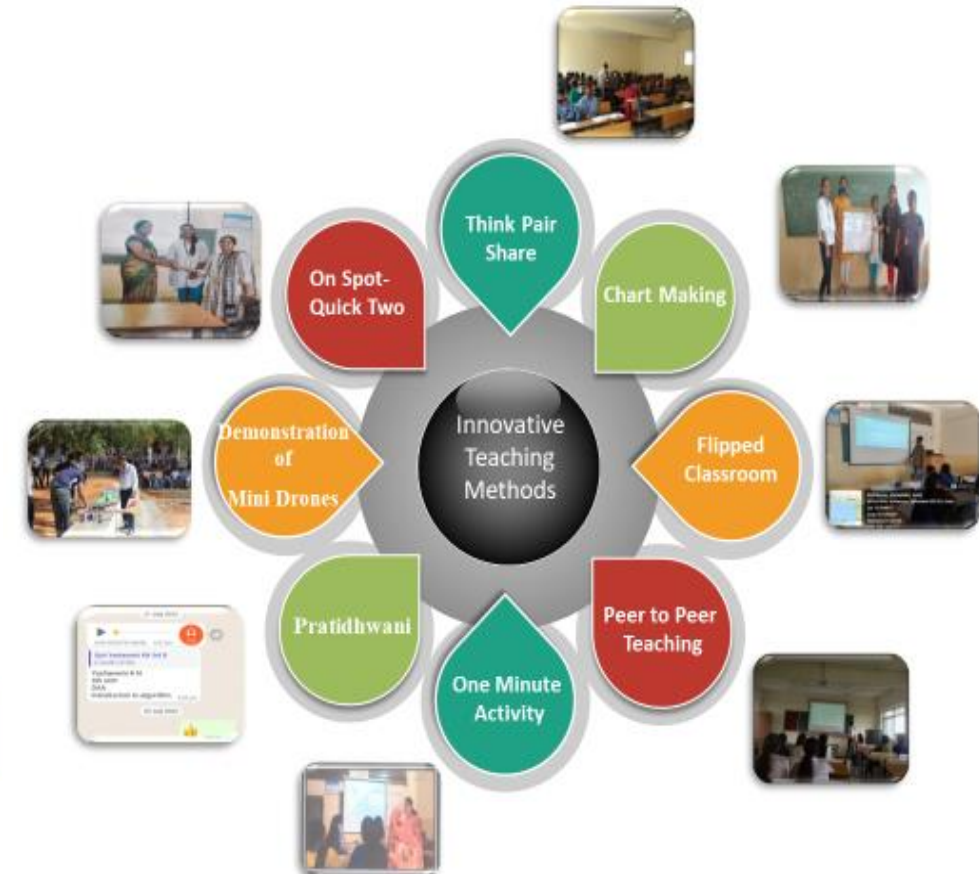 Think Pair
Share
On Spot-
Quick Two
Chart Making
Innovative
Teaching
Methods
Demonstration
of
Mini Drones
Flipped
Classroom
Pratidhwani
Peer to Peer
Teaching
One Minute
Activity